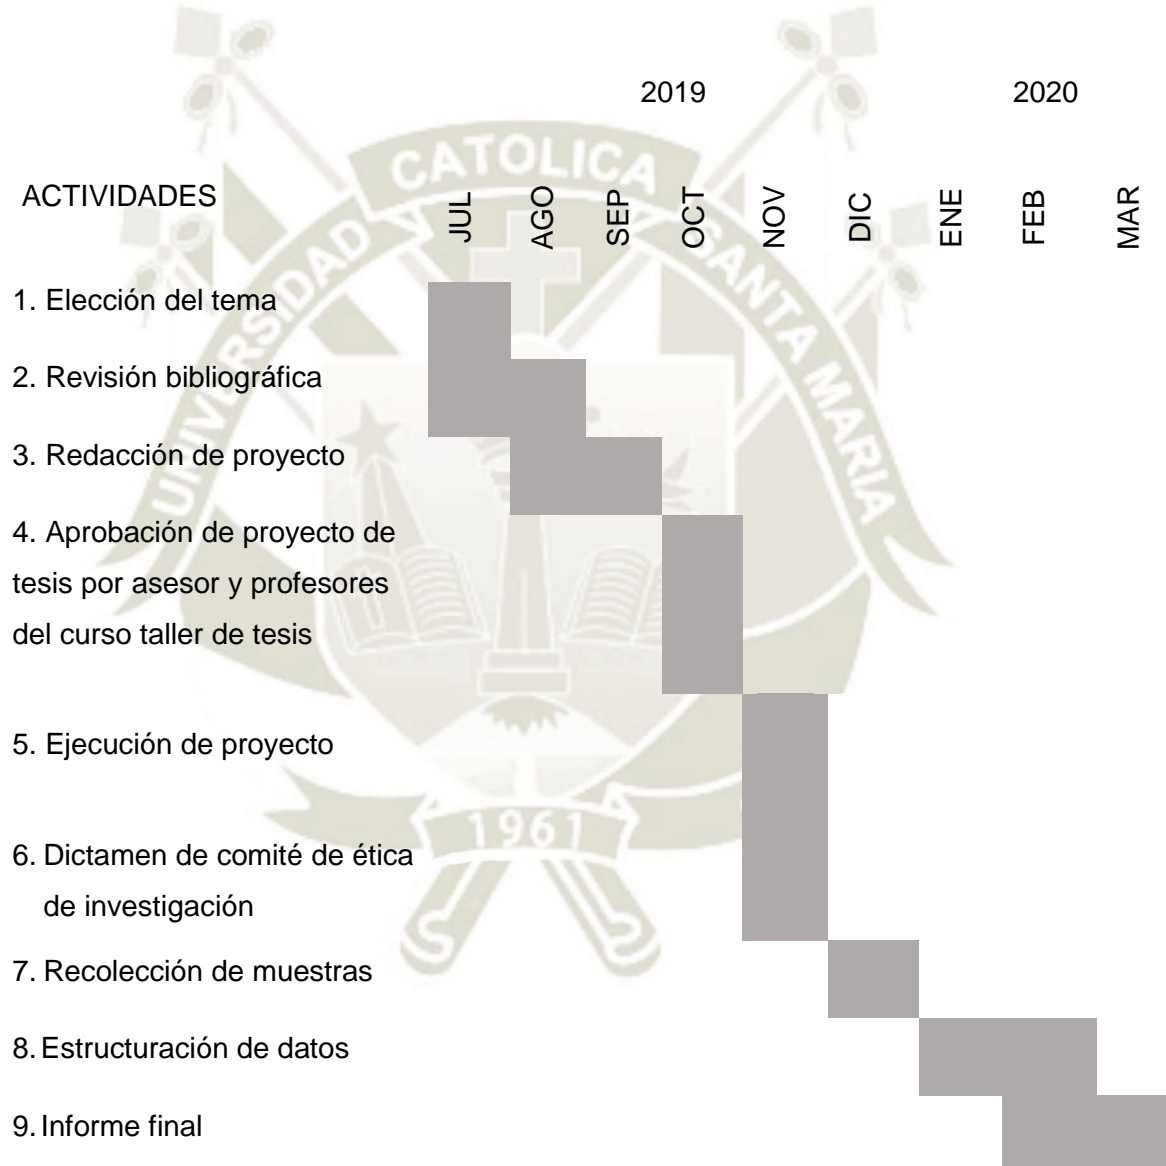 2019 2020
ACTIVIDADES JUL AGO SEP OCT NOV DIC ENE FEB MAR
1. Elección del tema
2. Revisión bibliográfica
3. Redacción de proyecto
4. Aprobación de proyecto de
tesis por asesor y profesores
del curso taller de tesis
5. Ejecución de proyecto
6. Dictamen de comité de ética
de investigación
7. Recolección de muestras
8. Estructuración de datos
9. Informe final
UNIVERSIDAD CATOLICA SANTA MARIA
1961